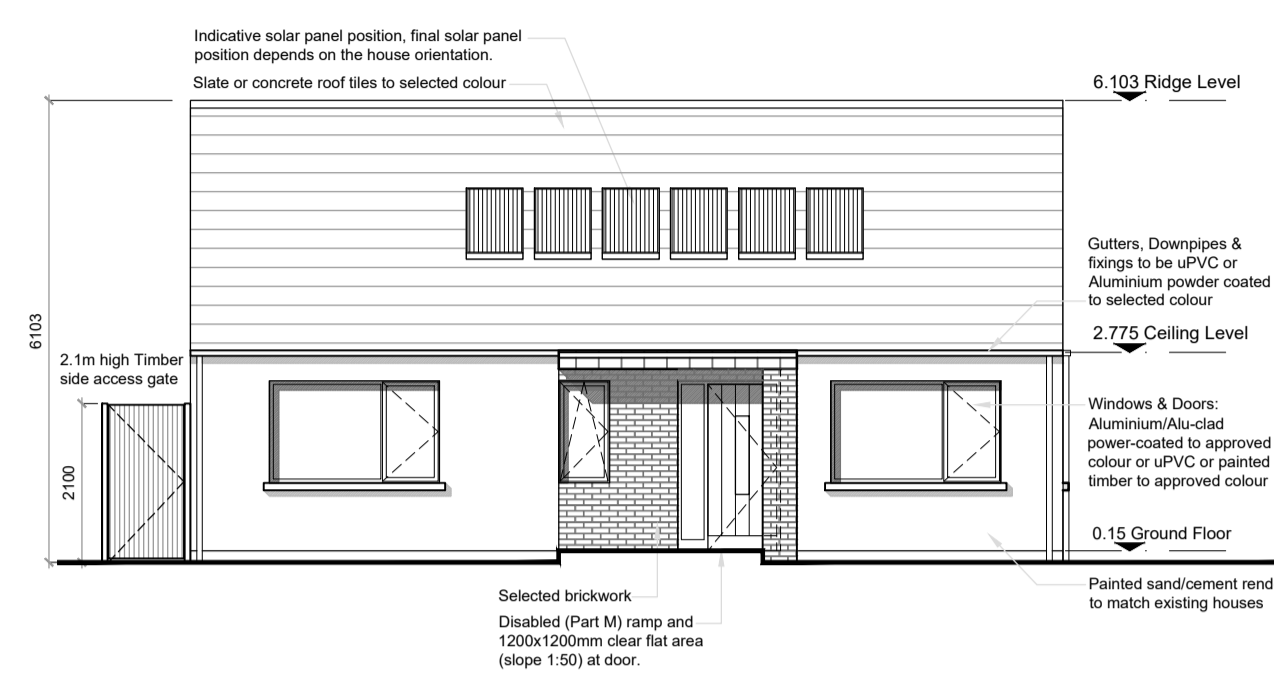 Indicative solar panel position, final solar panel
position depends on the house orientation.
Slate or concrete roof tiles to selected colour
6.103 Ridge Level
Gutters, Downpipes &
fixings to be uPVC or
Aluminium powder coated
to selected colour
6103
2.775 Ceiling Level
2.1m high Timber
side access gate
Windows & Doors:
Aluminium/Alu-clad
power-coated to approved
colour or uPVC or painted
timber to approved colour
2100
0.15 Ground Floor
Painted sand/cement rend
to match existing houses
Selected brickwork
Disabled (Part M) ramp and
1200x1200mm clear flat area
(slope 1:50) at door.